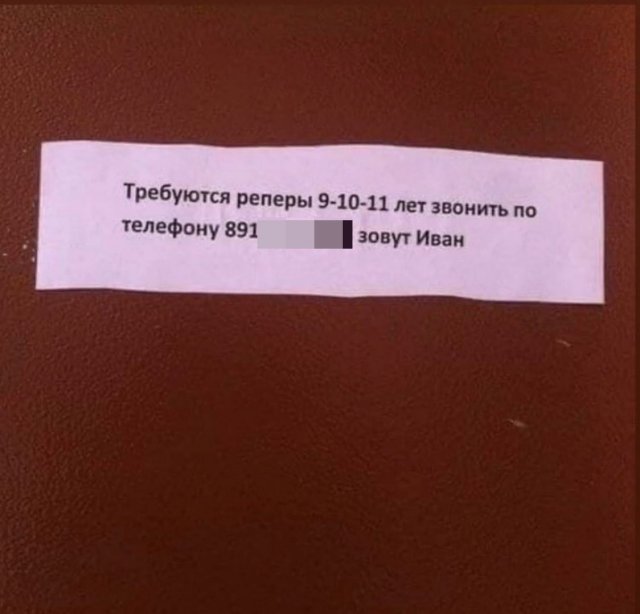 Требуются реперы 9-10-11 лет звонить по
телефону 891 зовут Иван